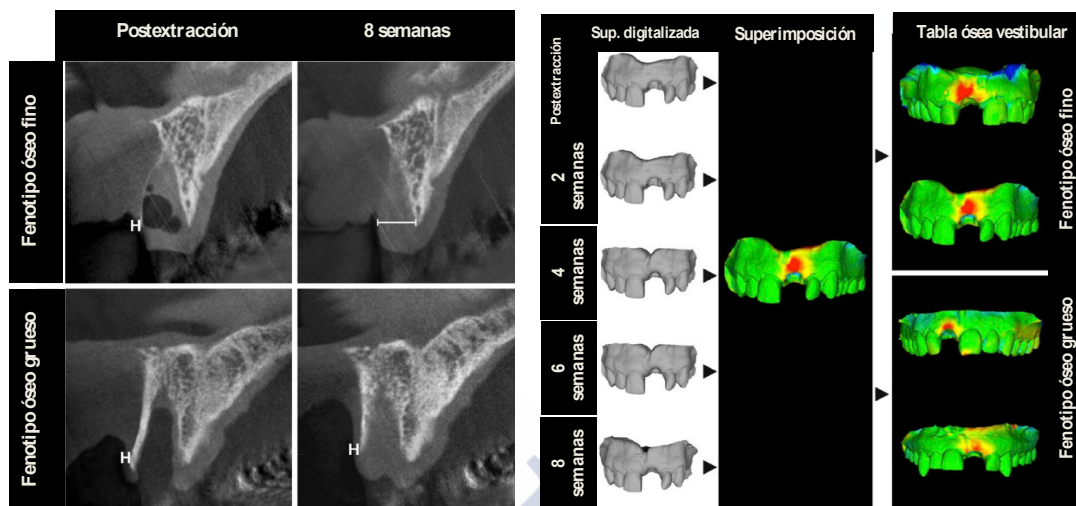 Postextracción
8 semanas
Fenotipo óseo fino
H
Fenotipo óseo grueso
H
H
Sup. digitalizada
Superimposición
Tabla ósea vestibular
Postextracción
2
semanas
4
semanas
6
semanas
8
semanas
Fenotipo óseo fino
Fenotipo óseo grueso